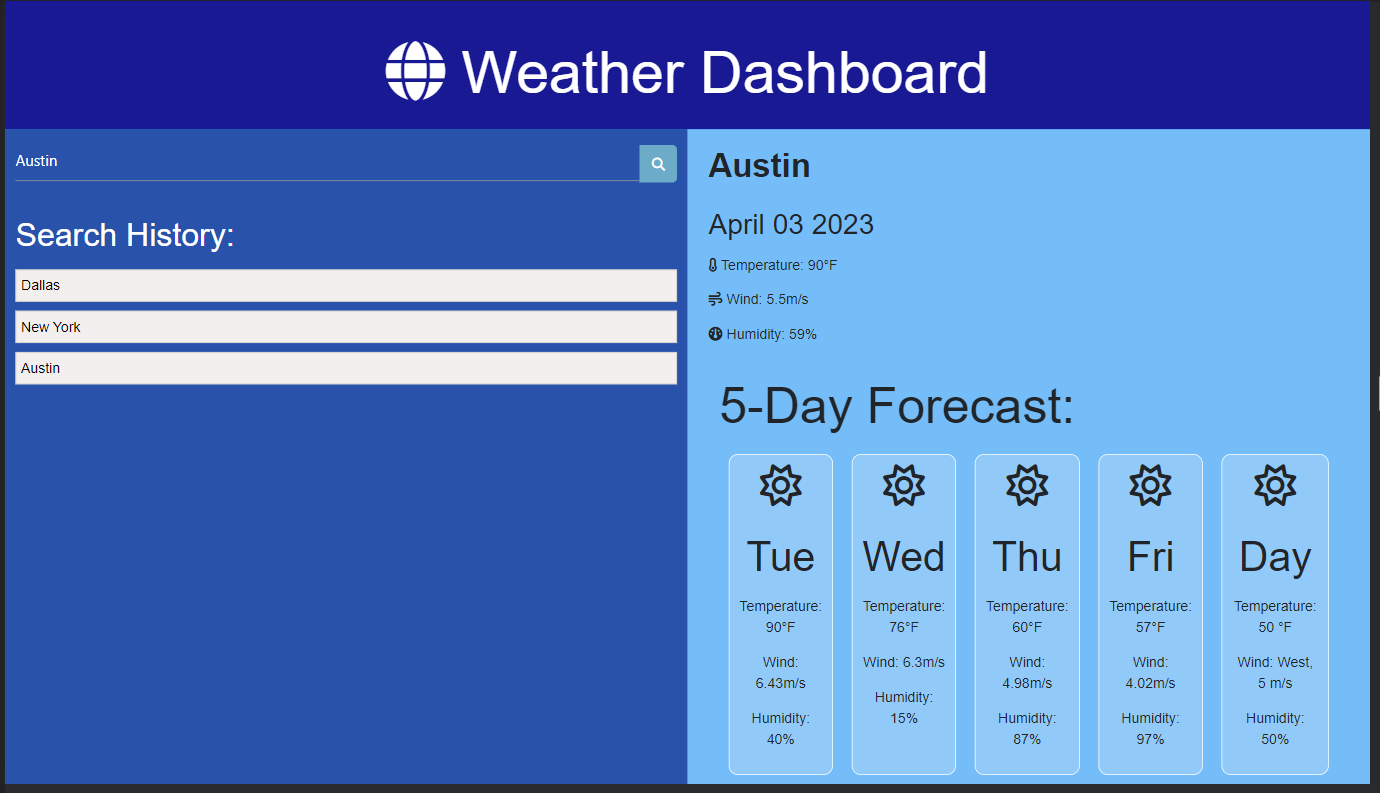 Weather Dashboard
Austin
Search History:
Dallas
New York
Austin
Austin
April 03 2023
Temperature: 90°F
Wind: 5.5m/s
Humidity: 59%
5-Day Forecast:
Tue
Temperature:
90°F
Wind:
6.43m/s
Humidity:
40%
Wed
Temperature:
76°F
Wind: 6.3m/s
Humidity:
15%
Thu
Temperature:
60°F
Wind:
4.98m/s
Humidity:
87%
Fri
Temperature:
57°F
Wind:
4.02m/s
Humidity:
97%
Day
Temperature:
50 °F
Wind: West,
5 m/s
Humidity:
50%